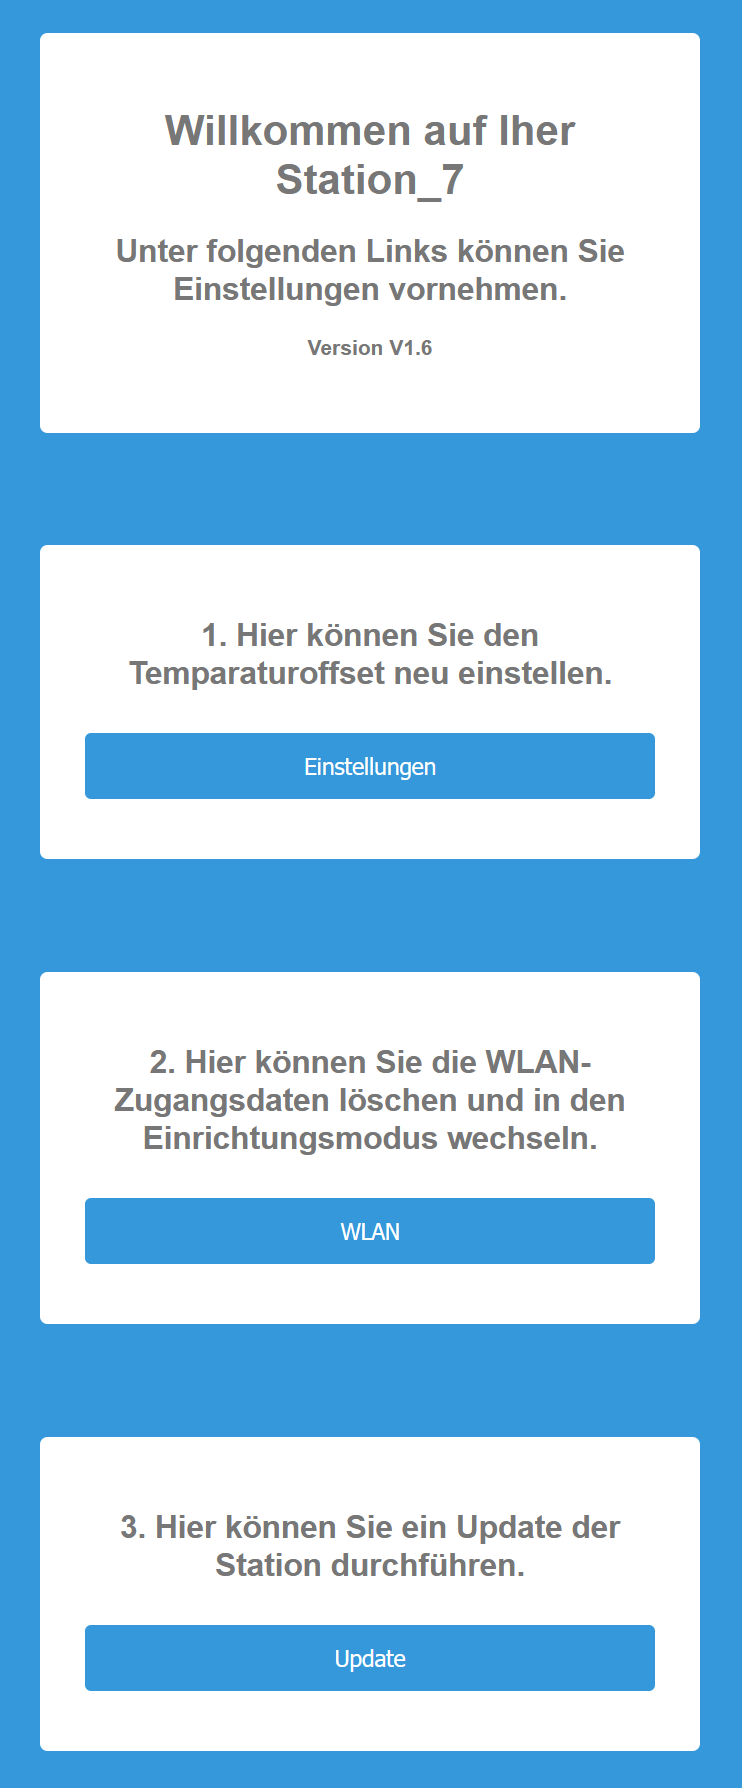 Willkommen auf Iher
Station_7
Unter folgenden Links können Sie
Einstellungen vornehmen.
Version V1.6
1. Hier können Sie den
Temparaturoffset neu einstellen.
Einstellungen
2. Hier können Sie die WLAN-
Zugangsdaten löschen und in den
Einrichtungsmodus wechseln.
WLAN
3. Hier können Sie ein Update der
Station durchführen.
Update